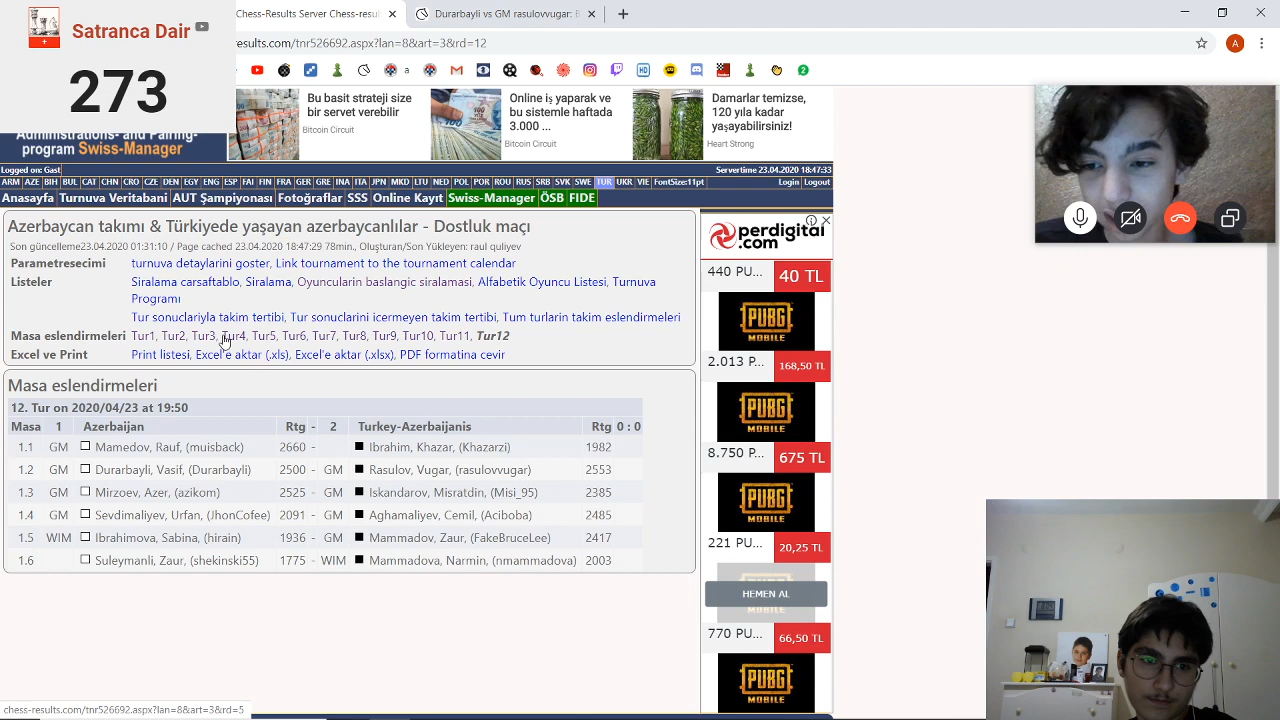 Chess-Results
Durarbayli vs GM rasulovvugar: B
esults.com/tnr526692.aspx?lan=8&art=3&rd=12
a
Satranca Dair
273
Bu basit strateji size
bir servet verebilir
Bitcoin Circuit
Online iş yaparak ve
bu sistemle haftada
3.000 ...
Bitcoin Circuit
Damarlar temizse,
120 yıla kadar
yaşayabilirsiniz!
Heart Strong
Administrations- and Pairing-
program Swiss-Manager
Logged on: Gast
Servertime 23.04.2020 18:47:33
ARM AZE BIH BUL CAT CHN CRO CZE DEN EGY ENG ESP FAI FIN FRA GER GRE INA ITA JPN MKD LTU NED POL POR ROU RUS SRB SVK SWE TUR UKR VIE FontSize:11pt
Login Logout
Anasayfa Turnuva Veritabani AUT Şampiyonası Fotoğraflar SSS Online Kayıt Swiss-Manager ÖSB FIDE
Azerbaycan takımı & Türkiyede yaşayan azerbaycanlılar - Dostluk maçı
Son güncelleme23.04.2020 01:31:10 / Page cached 23.04.2020 18:47:29 78min., Oluşturan/Son Yükleyen: raul quliyev
Parametresecimi turnuva detaylarini goster, Link tournament to the tournament calendar
Listeler Siralama carsaftablo, Siralama, Oyuncularin baslangic siralamasi, Alfabetik Oyuncu Listesi, Turnuva
Programı
Tur sonuclariyla takim tertibi, Tur sonuclarini icermeyen takim tertibi, Tum turlarin takim eslendirmeleri
Masa eslendirmeleri Tur1, Tur2, Tur3, Tur4, Tur5, Tur6, Tur7, Tur8, Tur9, Tur10, Tur11, Tur12
Excel ve Print Print listesi, Excel'e aktar (.xls), Excel'e aktar (.xlsx), PDF formatina cevir
Masa eslendirmeleri
12. Tur on 2020/04/23 at 19:50
Masa 1 Azerbaijan Rtg - 2 Turkey-Azerbaijanis Rtg 0 : 0
1.1 GM Mamedov, Rauf, (muisback) 2660 - Ibrahim, Khazar, (Khazarzi) 1982
1.2 GM Durarbayli, Vasif, (Durarbayli) 2500 - GM Rasulov, Vugar, (rasulovvugar) 2553
1.3 GM Mirzoev, Azer, (azikom) 2525 - GM Iskandarov, Misratdin, (Miri_95) 2385
1.4 GM Sevdimaliyev, Urfan, (JhonCofee) 2091 - GM Aghamaliyev, Cemil, 2485
1.5 WIM Ibrahimova, Sabina, (hirain) 1936 - GM Mammadov, Zaur, (FakeBruceLee) 2417
1.6 Suleymanli, Zaur, (shekinski55) 1775 - WIM Mammadova, Narmin, (nmammadova) 2003
perdigital
.com
440 PU... 40 TL
PUBG
MOBILE
2.013 P... 168,50 TL
PUBG
MOBILE
8.750 P... 675 TL
PUBG
MOBILE
221 PU... 20,25 TL
HEMEN AL
770 PU... 66,50 TL
PUBG
MOBILE
chess-results.com/tnr526692.aspx?lan=8&art=3&rd=5